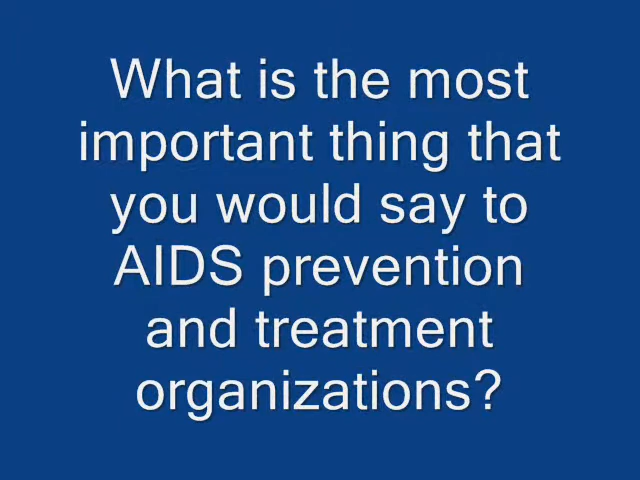 What is the most
important thing that
you would say to
AIDS prevention
and treatment
organizations?